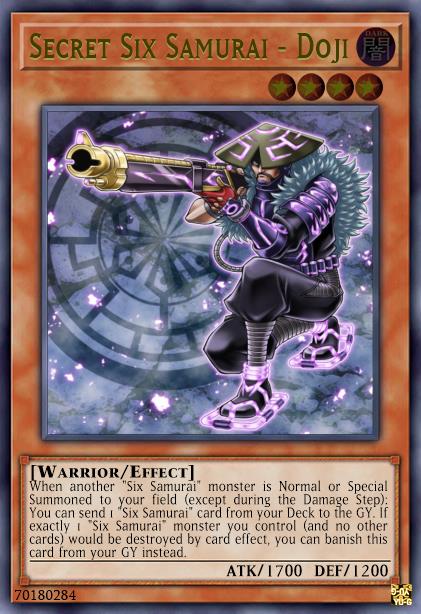 Secret Six Samurai - Doji
DARK
闇
[Warrior/Effect]
When another "Six Samurai" monster is Normal or Special
Summoned to your field (except during the Damage Step):
You can send 1 "Six Samurai" card from your Deck to the GY. If
exactly 1 "Six Samurai" monster you control (and no other
cards) would be destroyed by card effect, you can banish this
card from your GY instead.
ATK/1700 DEF/1200
70180284